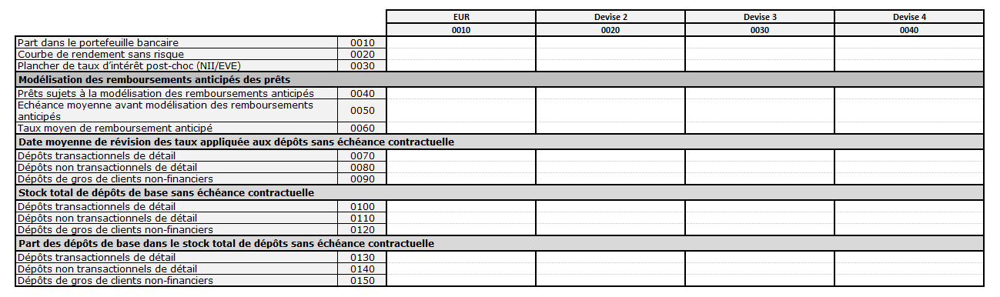 EUR Devise 2 Devise 3 Devise 4
0010 0020 0030 0040
Part dans le portefeuille bancaire 0010
Courbe de rendement sans risque 0020
Plancher de taux d'intérêt post-choc (NII/EVE) 0030
Modélisation des remboursements anticipés des prêts
Prêts sujets à la modélisation des remboursements anticipés 0040
Echéance moyenne avant modélisation des remboursements
anticipés 0050
Taux moyen de remboursement anticipé 0060
Date moyenne de révision des taux appliquée aux dépôts sans échéance contractuelle
Dépôts transactionnels de détail 0070
Dépôts non transactionnels de détail 0080
Dépôts de gros de clients non-financiers 0090
Stock total de dépôts de base sans échéance contractuelle
Dépôts transactionnels de détail 0100
Dépôts non transactionnels de détail 0110
Dépôts de gros de clients non-financiers 0120
Part des dépôts de base dans le stock total de dépôts sans échéance contractuelle
Dépôts transactionnels de détail 0130
Dépôts non transactionnels de détail 0140
Dépôts de gros de clients non-financiers 0150